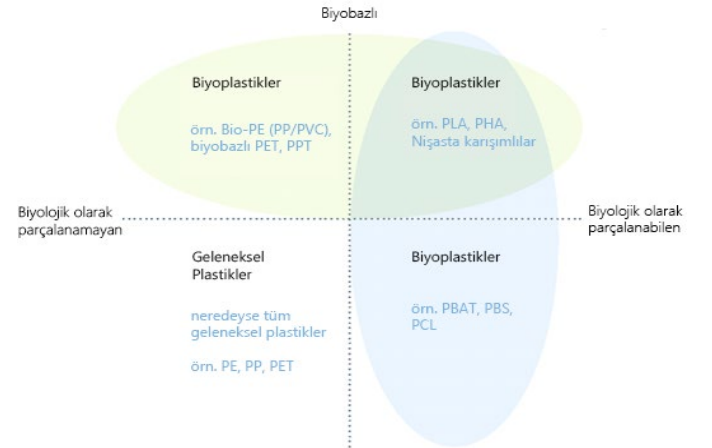 Biyobazlı
Biyoplastikler
örn. Bio-PE (PP/PVC),
biyobazlı PET, PPT
Biyoplastikler
örn. PLA, PHA,
Nişasta karışımlılar
Biyolojik olarak
parçalanamayan
Biyolojik olarak
parçalanabilen
Geleneksel
Plastikler
neredeyse tüm
geleneksel plastikler
örn. PE, PP, PET
Biyoplastikler
örn. PBAT, PBS,
PCL